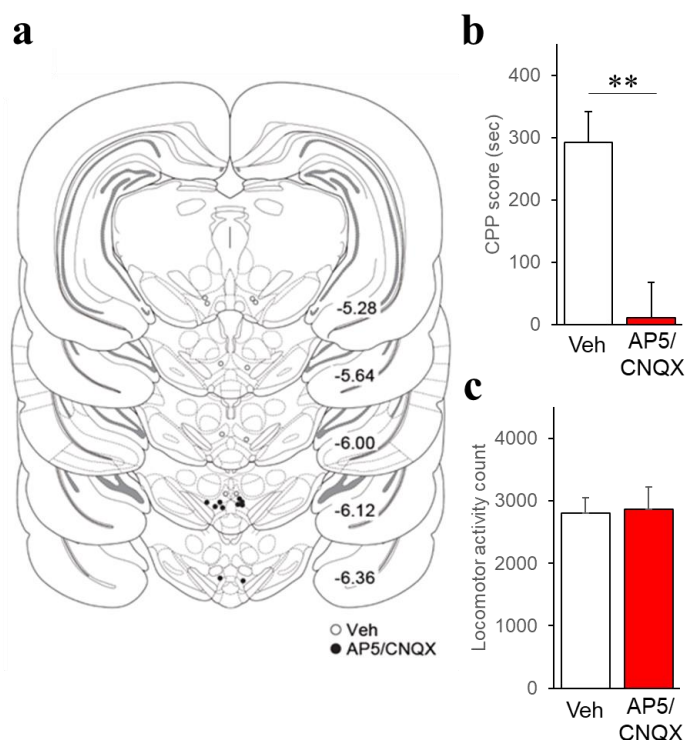 a
-5.28
-5.64
-6.00
-6.12
-6.36
Veh
AP5/CNQX
b
CPP score (sec)
400
300
200
100
0
**
Veh
AP5/
CNQX
c
Locomotor activity count
4000
3000
2000
1000
0
Veh
AP5/
CNQX